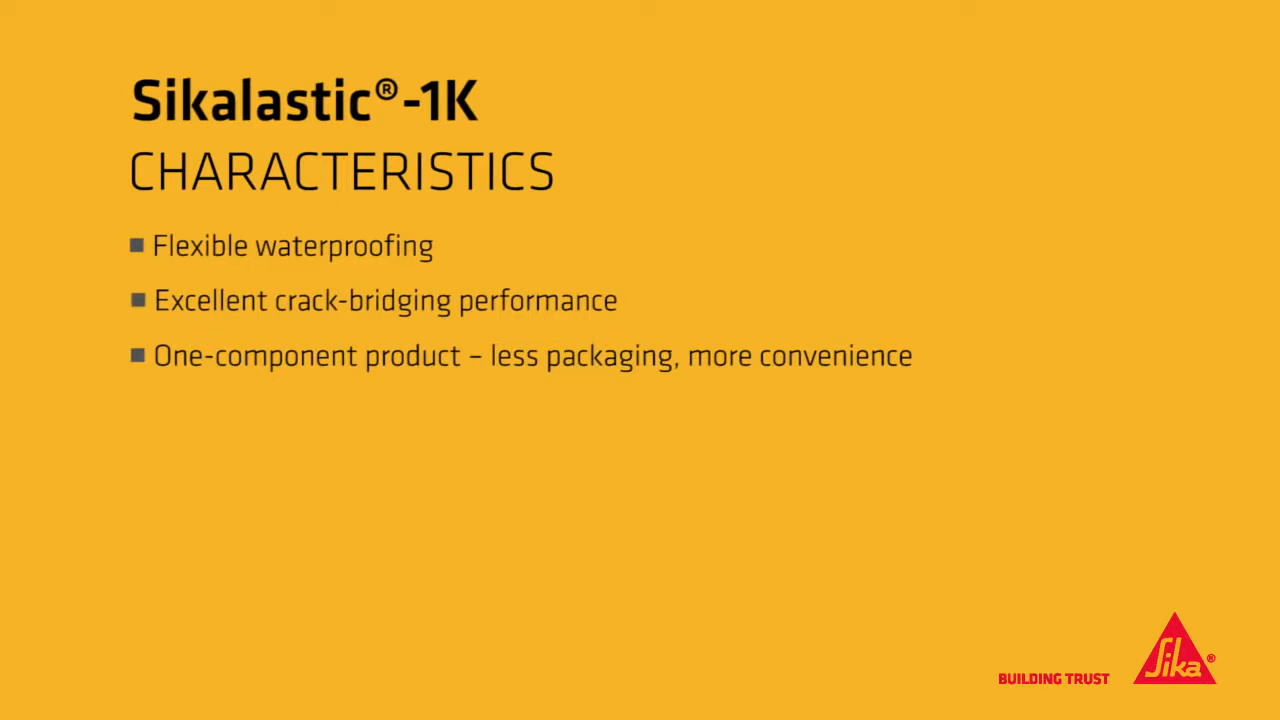 Sikalastic®-1K
CHARACTERISTICS
Flexible waterproofing
Excellent crack-bridging performance
One-component product – less packaging, more convenience
BUILDING TRUST
Sika®